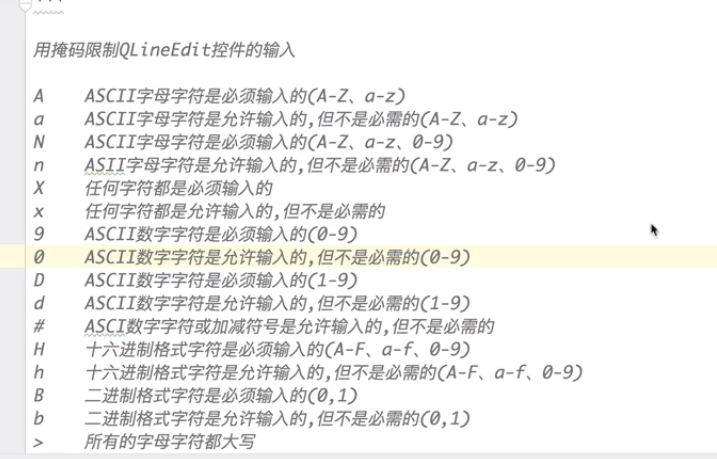 用掩码限制QLineEdit控件的输入
A ASCII字母字符是必须输入的(A-Z、a-z)
a ASCII字母字符是允许输入的,但不是必需的(A-Z、a-z)
N ASCII字母字符是必须输入的(A-Z、a-z、0-9)
n ASII字母字符是允许输入的,但不是必需的(A-Z、a-z、0-9)
X 任何字符都是必须输入的
x 任何字符都是允许输入的,但不是必需的
9 ASCII数字字符是必须输入的(0-9)
0 ASCII数字字符是允许输入的,但不是必需的(0-9)
D ASCII数字字符是必须输入的(1-9)
d ASCII数字字符是允许输入的,但不是必需的(1-9)
# ASCI数字字符或加减符号是允许输入的,但不是必需的
H 十六进制格式字符是必须输入的(A-F、a-f、0-9)
h 十六进制格式字符是允许输入的,但不是必需的(A-F、a-f、0-9)
B 二进制格式字符是必须输入的(0,1)
b 二进制格式字符是允许输入的,但不是必需的(0,1)
> 所有的字母字符都大写